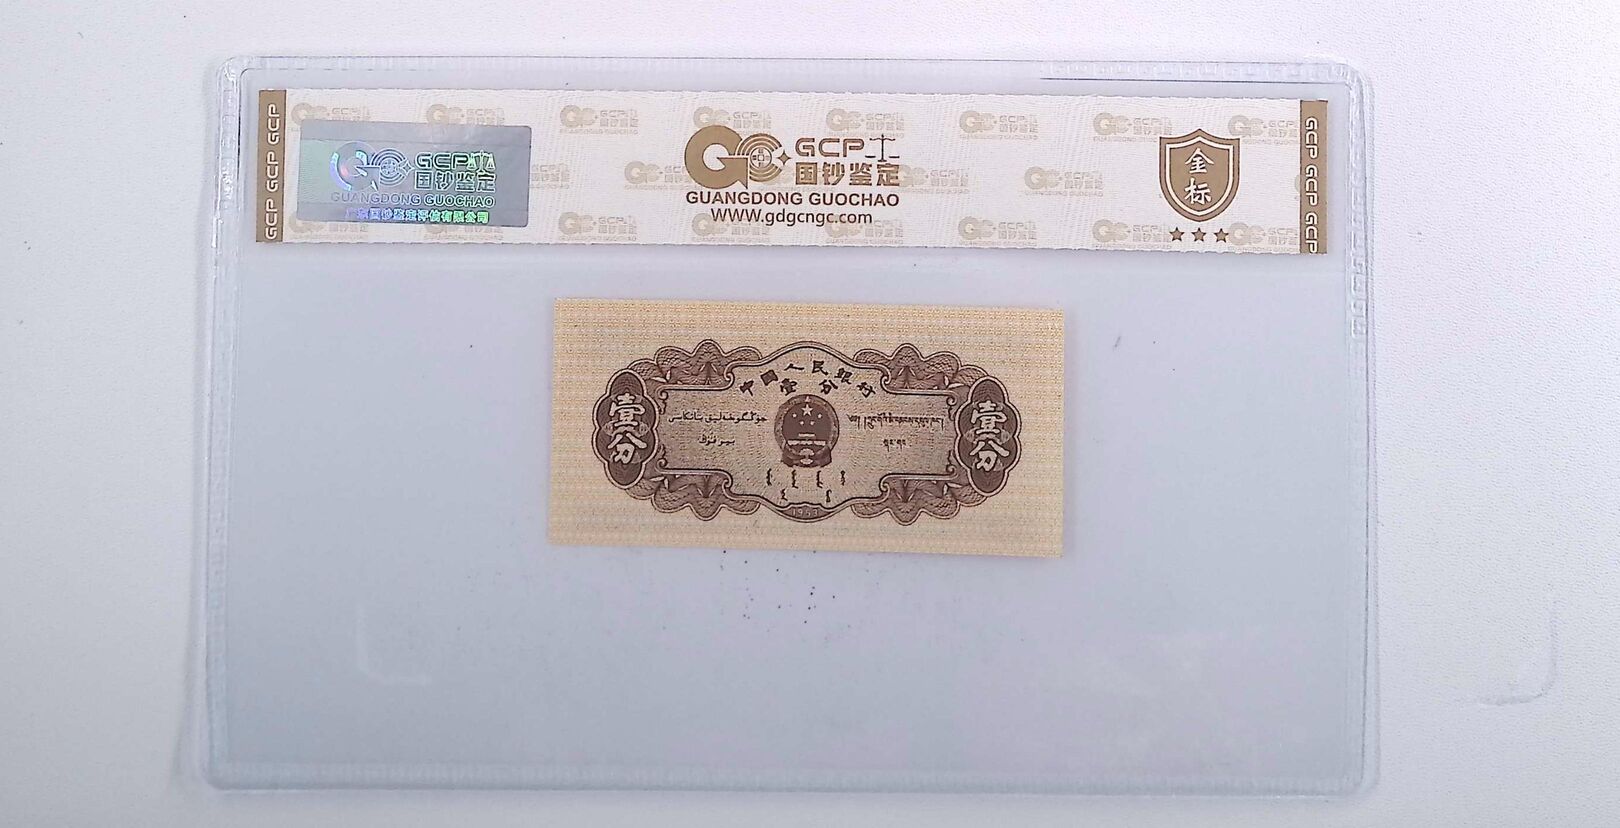 GCP GCP GCP
GCP
国钞鉴定
GUANGDONG GUOCHAO
广东国钞鉴定评估有限公司
GCP
国钞鉴定
GUANGDONG GUOCHAO
WWW.gdgcngc.com
金
标
GCP GCP GCP
中国人民银行
壹分
壹分
壹分
1953